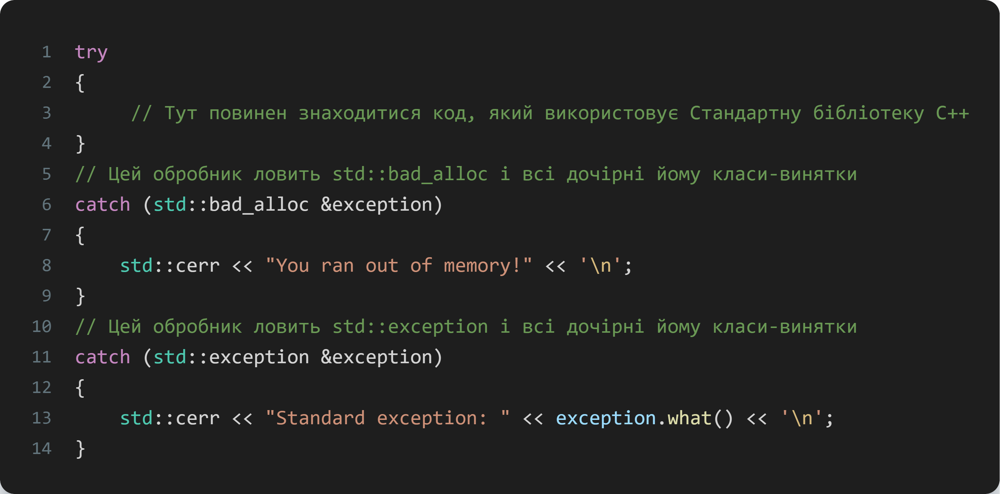 1 try
2 {
3      // Тут повинен знаходитися код, який використовує Стандартну бібліотеку C++
4 }
5 // Цей обробник ловить std::bad_alloc і всі дочірні йому класи-винятки
6 catch (std::bad_alloc &exception)
7 {
8     std::cerr << "You ran out of memory!" << '\n';
9 }
10 // Цей обробник ловить std::exception і всі дочірні йому класи-винятки
11 catch (std::exception &exception)
12 {
13     std::cerr << "Standard exception: " << exception.what() << '\n';
14 }